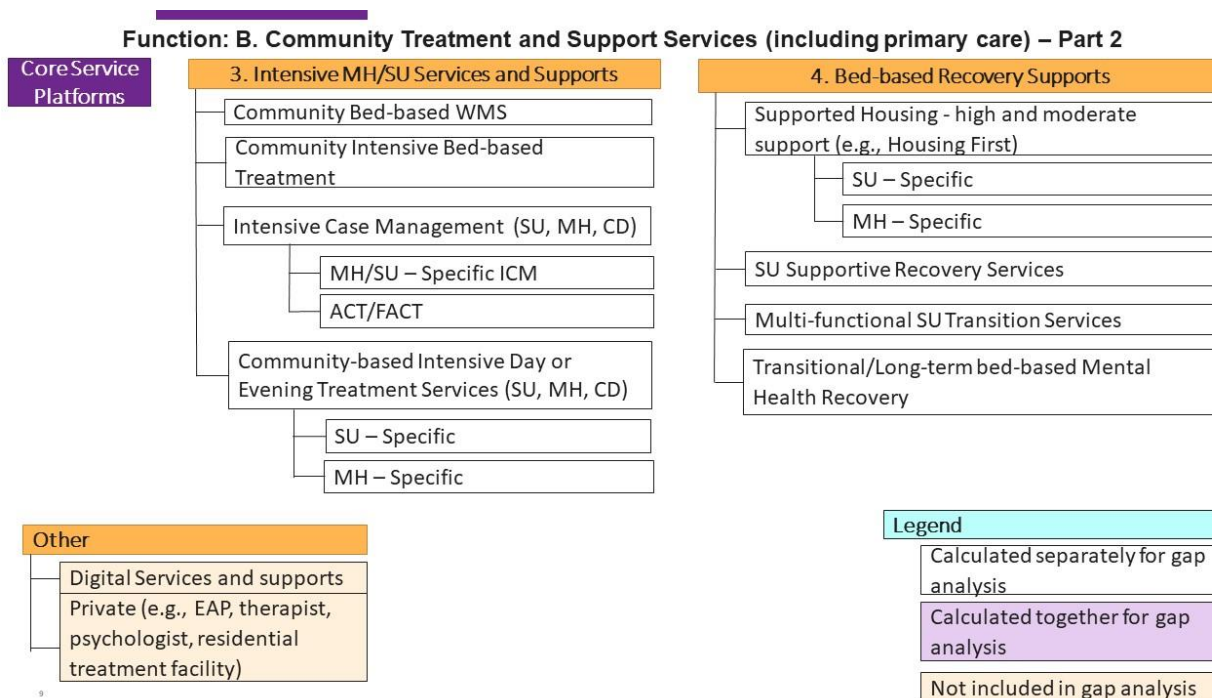 Function: B. Community Treatment and Support Services (including primary care) – Part 2
Core Service
Platforms
3. Intensive MH/SU Services and Supports
Community Bed-based WMS
Community Intensive Bed-based
Treatment
Intensive Case Management (SU, MH, CD)
MH/SU – Specific ICM
ACT/FACT
Community-based Intensive Day or
Evening Treatment Services (SU, MH, CD)
SU – Specific
MH – Specific
4. Bed-based Recovery Supports
Supported Housing - high and moderate
support (e.g., Housing First)
SU – Specific
MH – Specific
SU Supportive Recovery Services
Multi-functional SU Transition Services
Transitional/Long-term bed-based Mental
Health Recovery
Other
Digital Services and supports
Private (e.g., EAP, therapist,
psychologist, residential
treatment facility)
Legend
Calculated separately for gap
analysis
Calculated together for gap
analysis
Not included in gap analysis
9